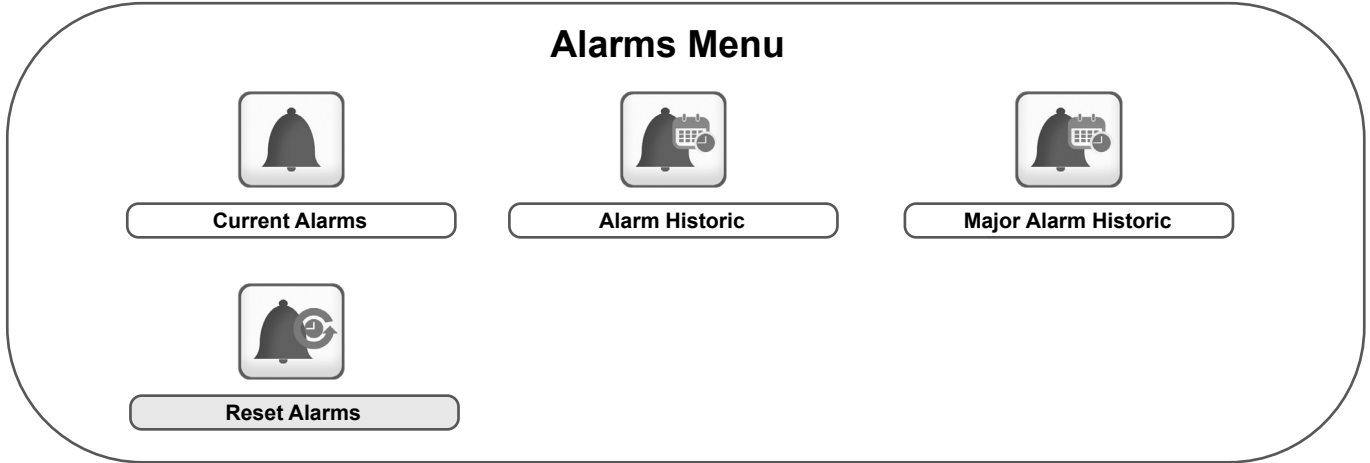 Alarms Menu
Current Alarms
Alarm Historic
Major Alarm Historic
Reset Alarms